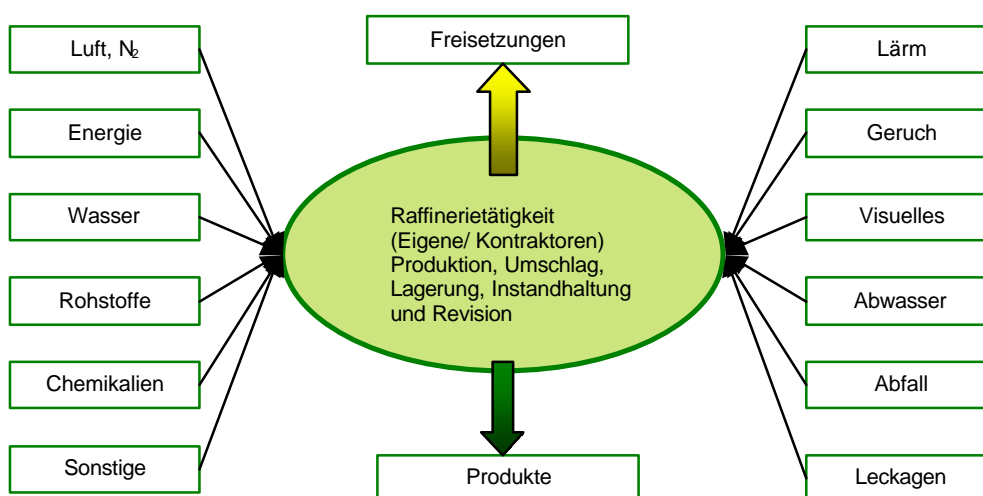 Luft, N₂
Energie
Wasser
Rohstoffe
Chemikalien
Sonstige
Freisetzungen
Raffinerietätigkeit
(Eigene/ Kontraktoren)
Produktion, Umschlag,
Lagerung, Instandhaltung
und Revision
Produkte
Lärm
Geruch
Visuelles
Abwasser
Abfall
Leckagen